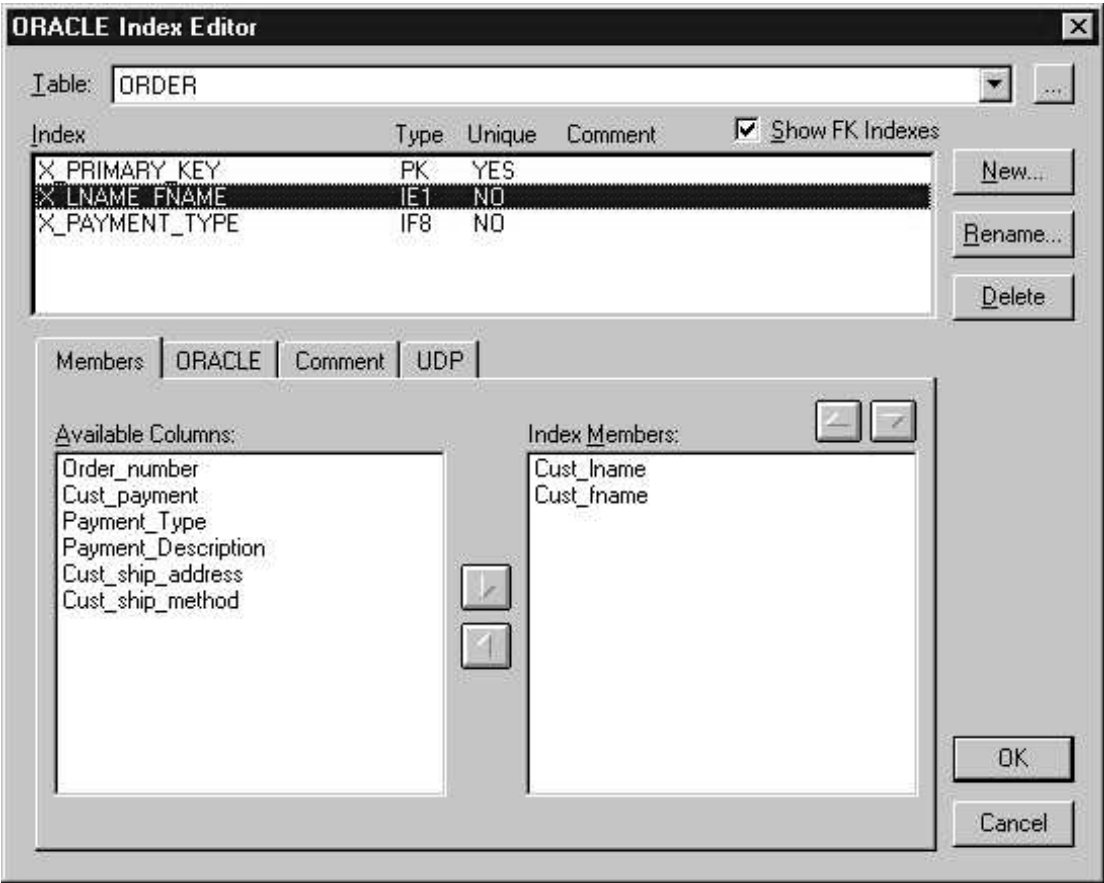 ORACLE Index Editor
Table: ORDER ...
Index Type Unique Comment Show FK Indexes
X_PRIMARY_KEY PK YES
X_LNAME_FNAME IE1 NO
X_PAYMENT_TYPE IF8 NO
New...
Rename...
Delete
Members ORACLE Comment UDP
Available Columns: Index Members:
Order_number Cust_lname
Cust_payment Cust_fname
Payment_Type
Payment_Description
Cust_ship_address
Cust_ship_method
OK
Cancel